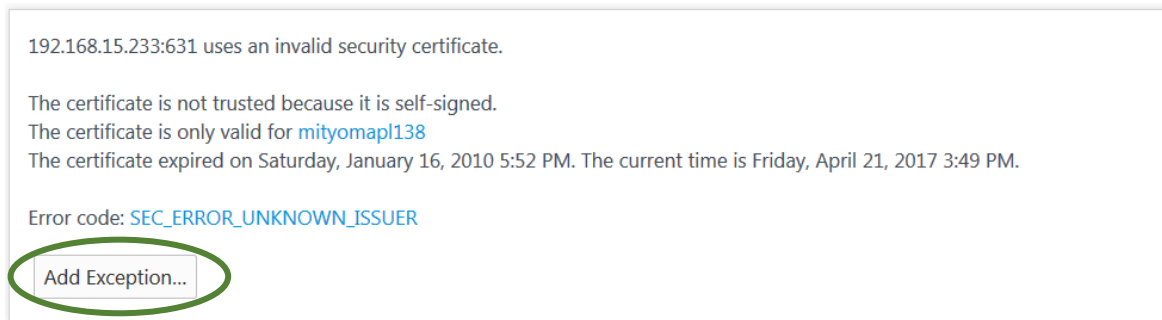 192.168.15.233:631 uses an invalid security certificate.
The certificate is not trusted because it is self-signed.
The certificate is only valid for mityomapl138
The certificate expired on Saturday, January 16, 2010 5:52 PM. The current time is Friday, April 21, 2017 3:49 PM.
Error code: SEC_ERROR_UNKNOWN_ISSUER
Add Exception...